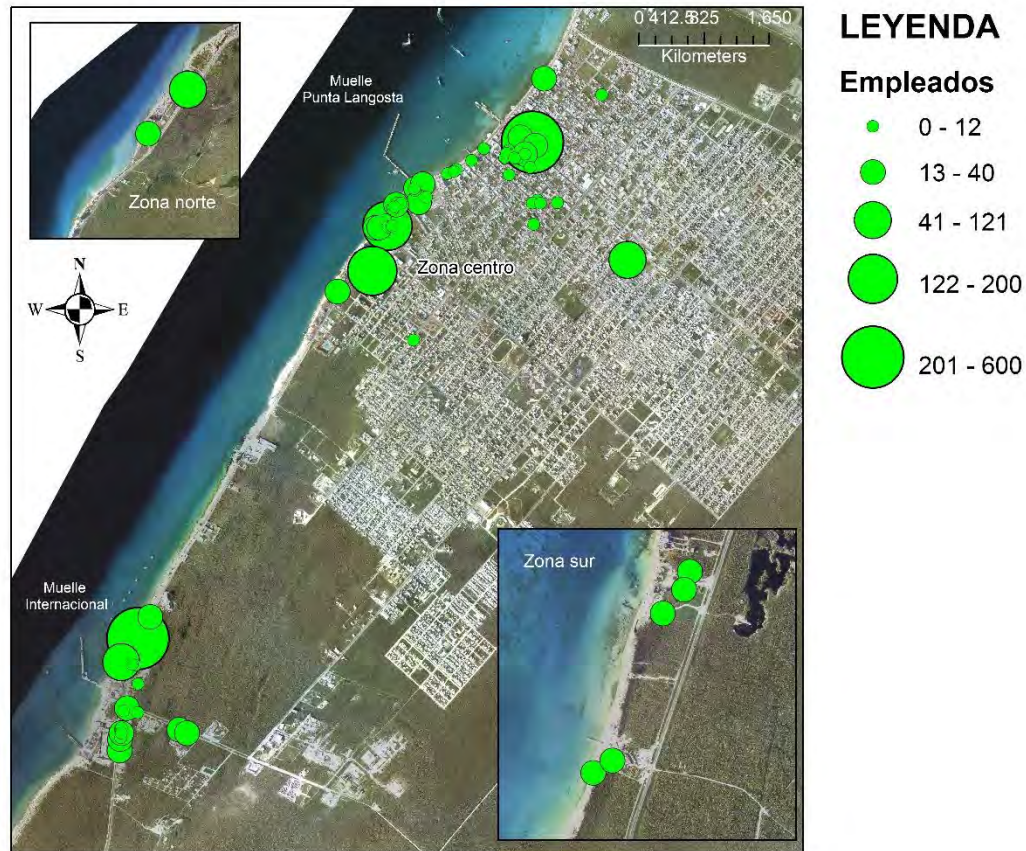 0 412.5 825 1,650
Kilometers
Muelle
Punta Langosta
Zona norte
N
W E
S
Zona centro
Muelle
Internacional
Zona sur
LEYENDA
Empleados
0 - 12
13 - 40
41 - 121
122 - 200
201 - 600